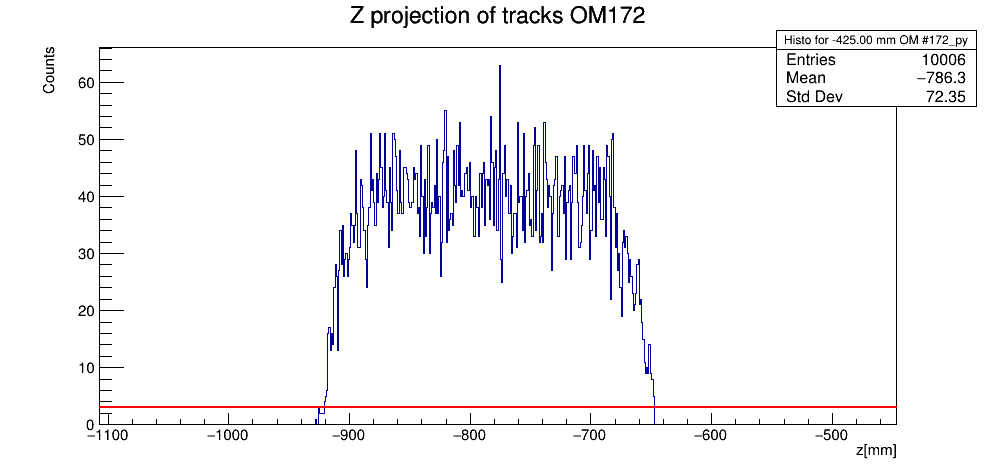 Z projection of tracks OM172
Histo for -425.00 mm OM #172_py
Entries 10006
Mean −786.3
Std Dev 72.35
Counts
60
50
40
30
20
10
0
−1100 −1000 −900 −800 −700 −600 −500
z[mm]